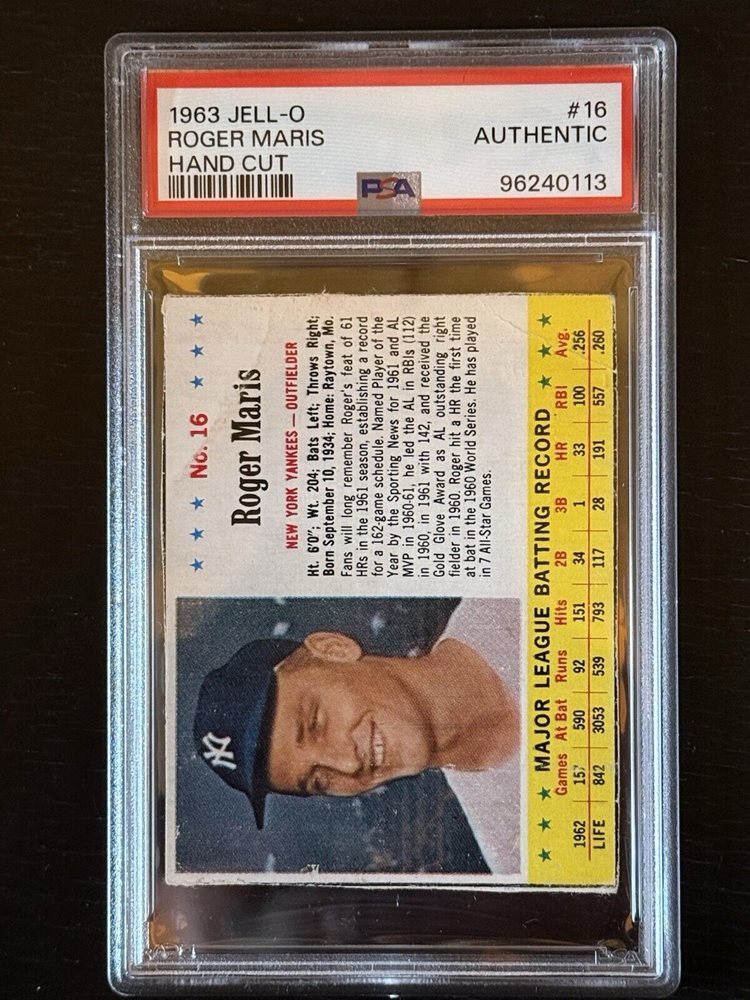 1963 JELL-O #16
ROGER MARIS AUTHENTIC
HAND CUT
PSA 96240113
★ ★ ★ No. 16 ★ ★ ★
Roger Maris
NEW YORK YANKEES — OUTFIELDER
Ht. 6'0"; Wt. 204; Bats Left; Throws Right;
Born September 10, 1934; Home: Raytown, Mo.
Fans will long remember Roger's feat of 61
HRs in the 1961 season, establishing a record
for a 162-game schedule. Named Player of the
Year by the Sporting News for 1961 and AL
MVP in 1960-61, he led the AL in RBIs (112)
in 1960, in 1961 with 142, and received the
Gold Glove Award as AL outstanding right
fielder in 1960. Roger hit a HR the first time
at bat in the 1960 World Series. He has played
in 7 All-Star Games.
NY
★ ★ ★ MAJOR LEAGUE BATTING RECORD ★ ★ ★
Games At Bat Runs Hits 2B 3B HR RBI Avg.
1962 157 590 92 151 34 1 33 100 .256
LIFE 842 3053 539 793 117 28 191 557 .260